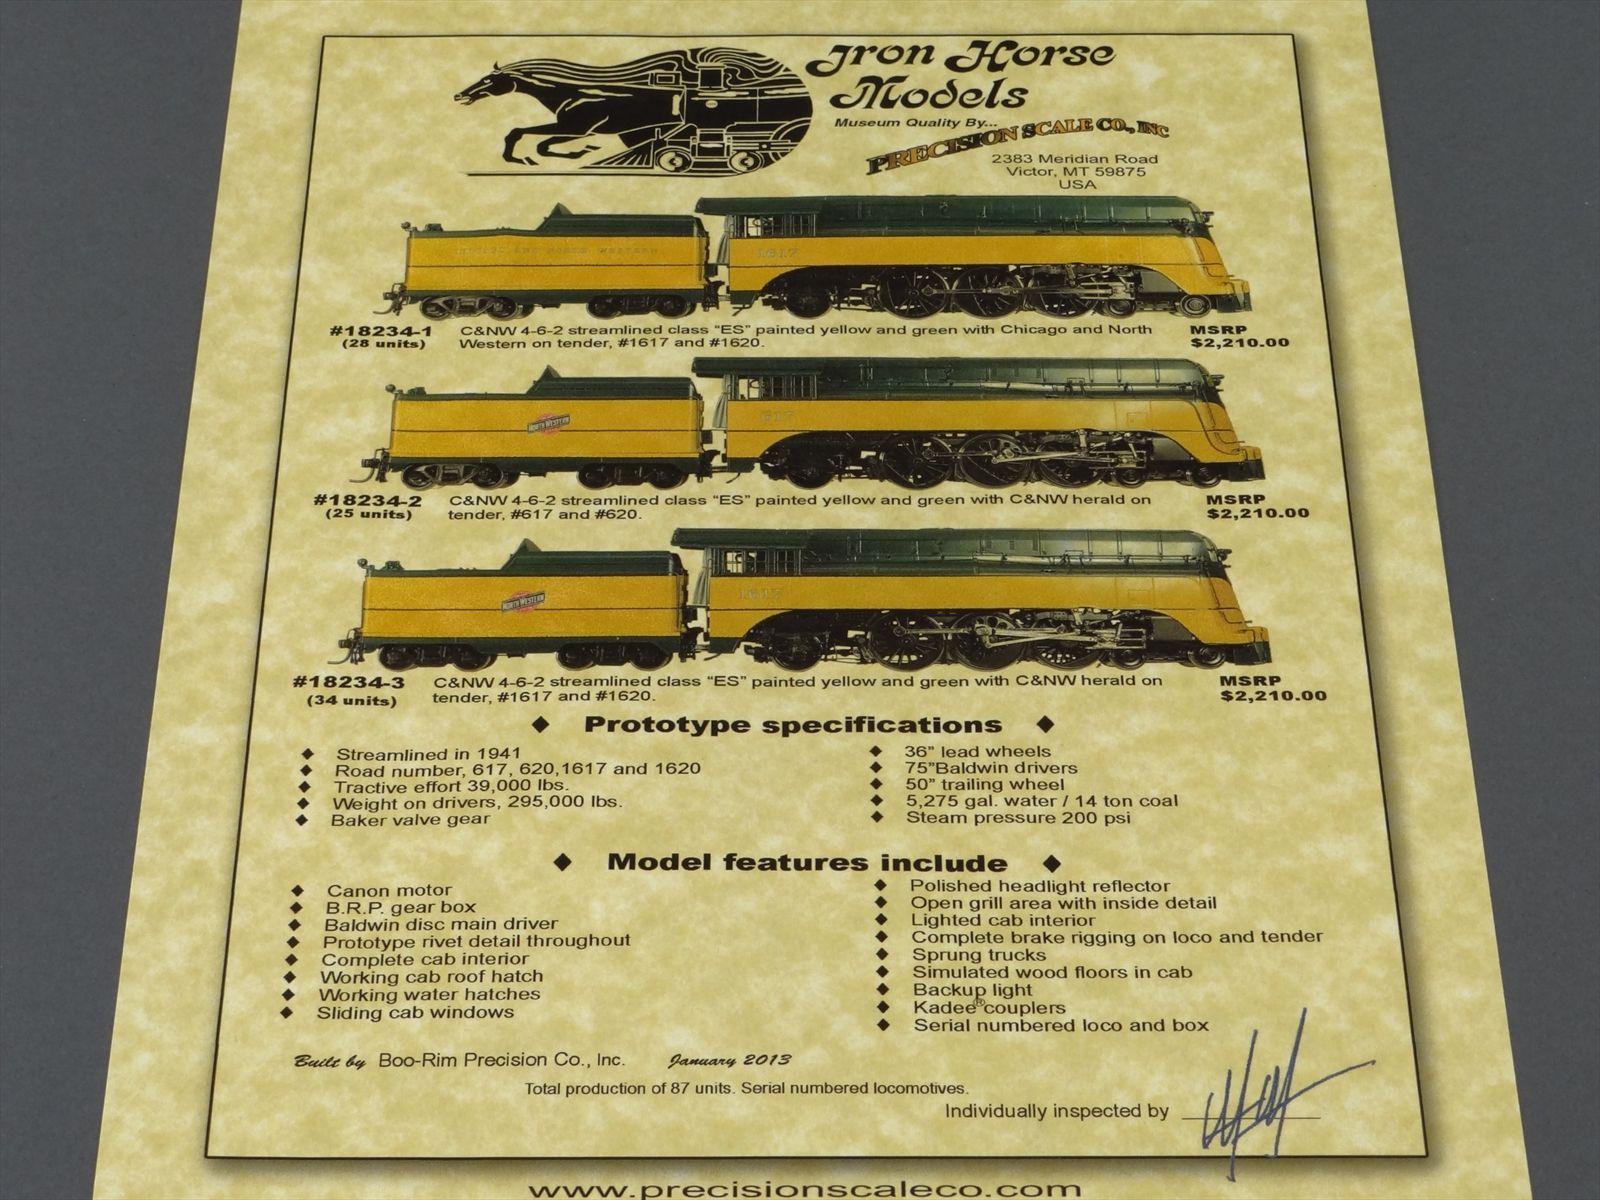 Iron Horse
Models
Museum Quality By...
PRECISION SCALE CO., INC
2383 Meridian Road
Victor, MT 59875
USA
CHICAGO AND NORTH WESTERN
1617
#18234-1
(28 units)
C&NW 4-6-2 streamlined class "ES" painted yellow and green with Chicago and North
Western on tender, #1617 and #1620.
MSRP
$2,210.00
NORTH WESTERN
617
#18234-2
(25 units)
C&NW 4-6-2 streamlined class "ES" painted yellow and green with C&NW herald on
tender, #617 and #620.
MSRP
$2,210.00
NORTH WESTERN
1617
#18234-3
(34 units)
C&NW 4-6-2 streamlined class "ES" painted yellow and green with C&NW herald on
tender, #1617 and #1620.
MSRP
$2,210.00
◆ Prototype specifications ◆
◆ Streamlined in 1941
◆ Road number, 617, 620,1617 and 1620
◆ Tractive effort 39,000 lbs.
◆ Weight on drivers, 295,000 lbs.
◆ Baker valve gear
◆ 36" lead wheels
◆ 75"Baldwin drivers
◆ 50" trailing wheel
◆ 5,275 gal. water / 14 ton coal
◆ Steam pressure 200 psi
◆ Model features include ◆
◆ Canon motor
◆ B.R.P. gear box
◆ Baldwin disc main driver
◆ Prototype rivet detail throughout
◆ Complete cab interior
◆ Working cab roof hatch
◆ Working water hatches
◆ Sliding cab windows
◆ Polished headlight reflector
◆ Open grill area with inside detail
◆ Lighted cab interior
◆ Complete brake rigging on loco and tender
◆ Sprung trucks
◆ Simulated wood floors in cab
◆ Backup light
◆ Kadee® couplers
◆ Serial numbered loco and box
Built by Boo-Rim Precision Co., Inc. January 2013
Total production of 87 units. Serial numbered locomotives.
Individually inspected by
www.precisionscaleco.com